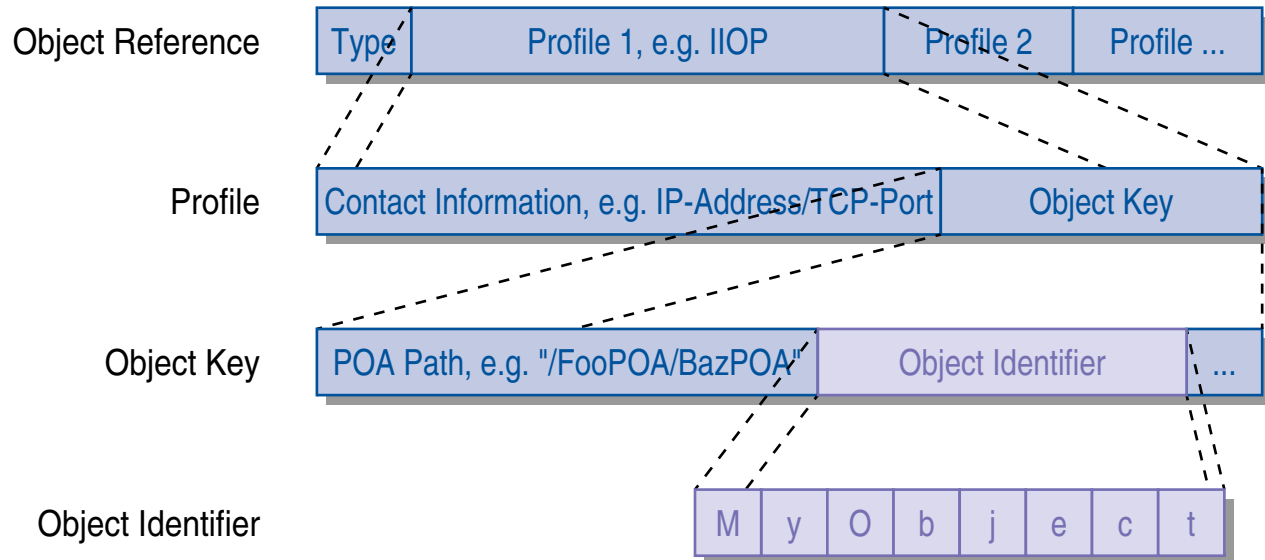 Object Reference Type Profile 1, e.g. IIOP Profile 2 Profile ...
Profile Contact Information, e.g. IP-Address/TCP-Port Object Key
Object Key POA Path, e.g. "/FooPOA/BazPOA" Object Identifier ...
Object Identifier M y O b j e c t